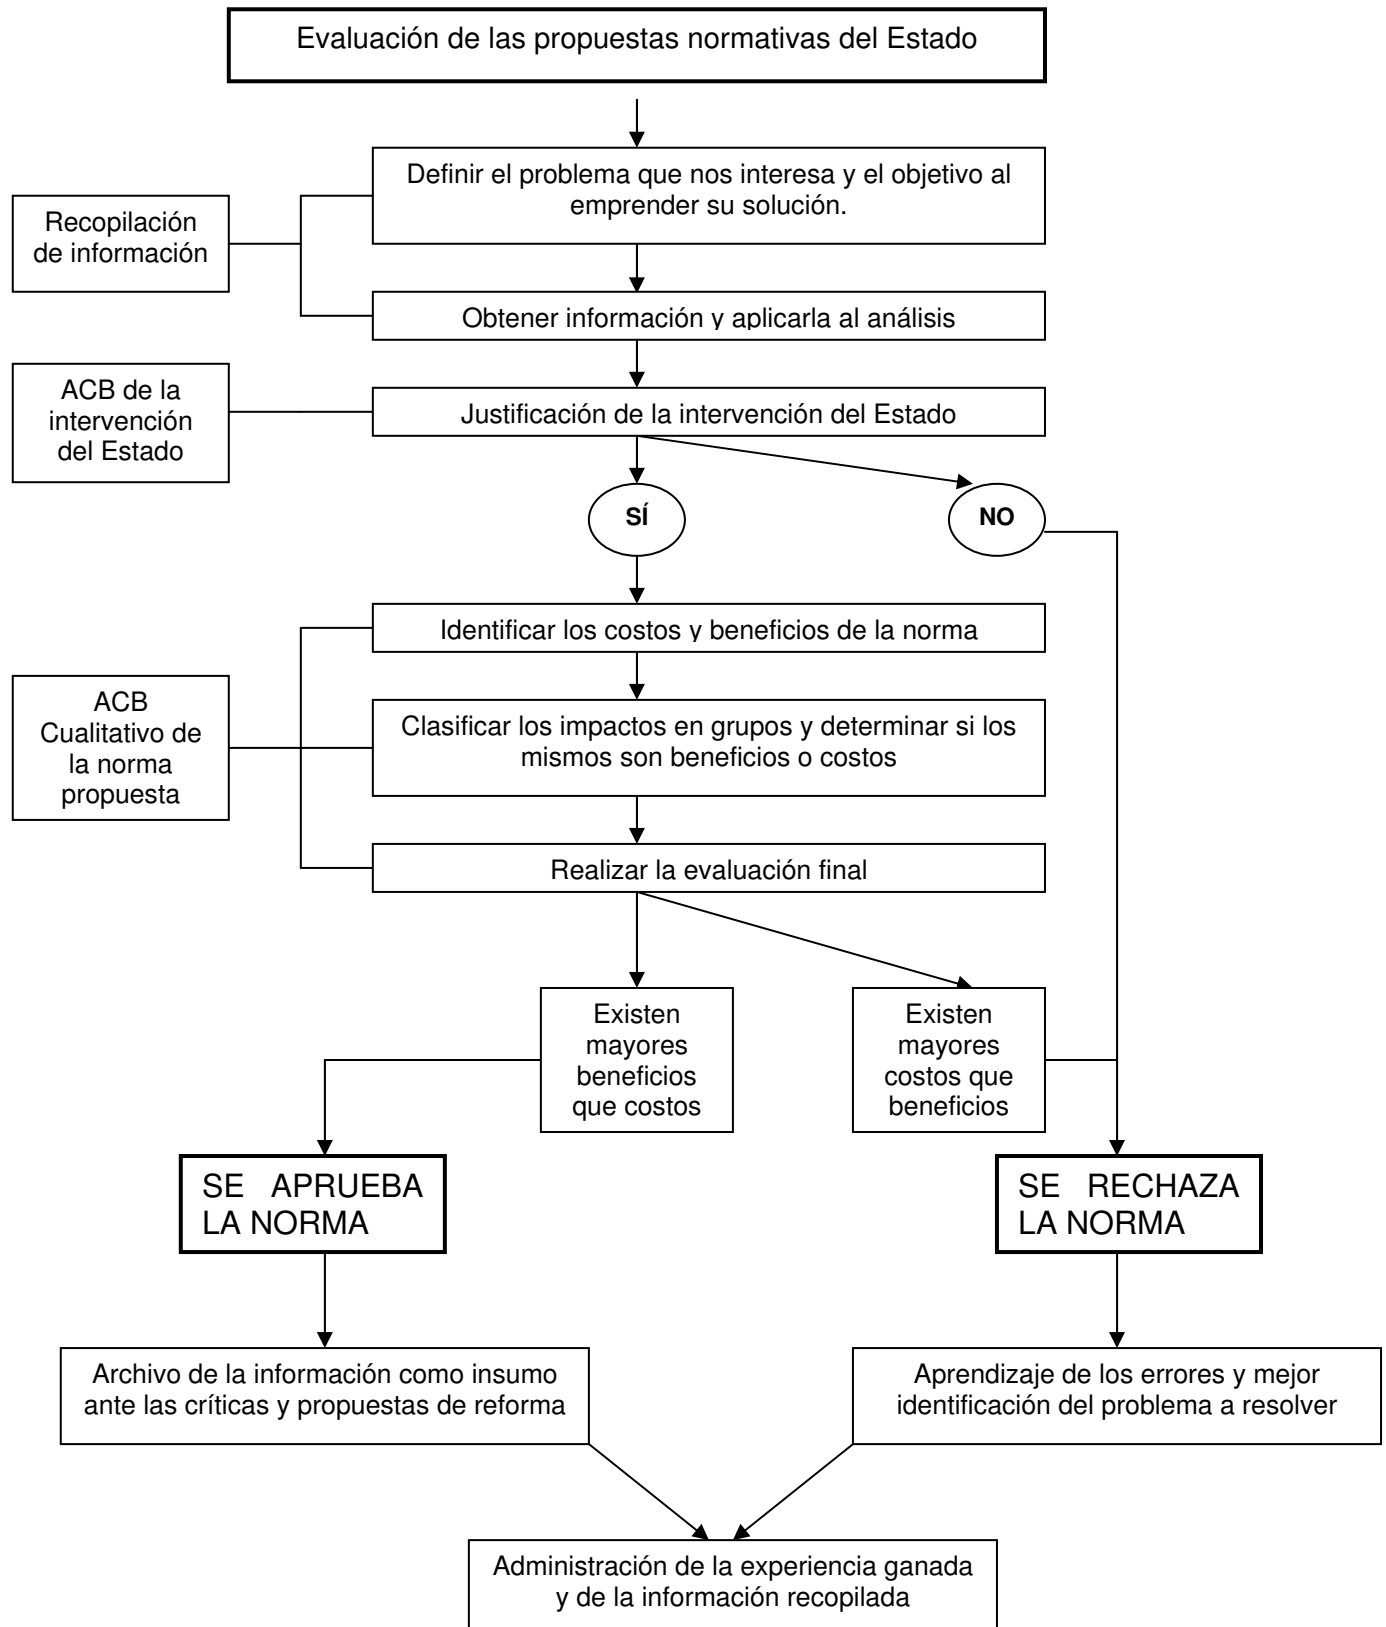 Evaluación de las propuestas normativas del Estado
Definir el problema que nos interesa y el objetivo al
emprender su solución.
Recopilación
de información
Obtener información y aplicarla al análisis
ACB de la
intervención
del Estado
Justificación de la intervención del Estado
SÍ
NO
Identificar los costos y beneficios de la norma
ACB
Cualitativo de
la norma
propuesta
Clasificar los impactos en grupos y determinar si los
mismos son beneficios o costos
Realizar la evaluación final
Existen
mayores
beneficios
que costos
Existen
mayores
costos que
beneficios
SE APRUEBA
LA NORMA
SE RECHAZA
LA NORMA
Archivo de la información como insumo
ante las críticas y propuestas de reforma
Aprendizaje de los errores y mejor
identificación del problema a resolver
Administración de la experiencia ganada
y de la información recopilada